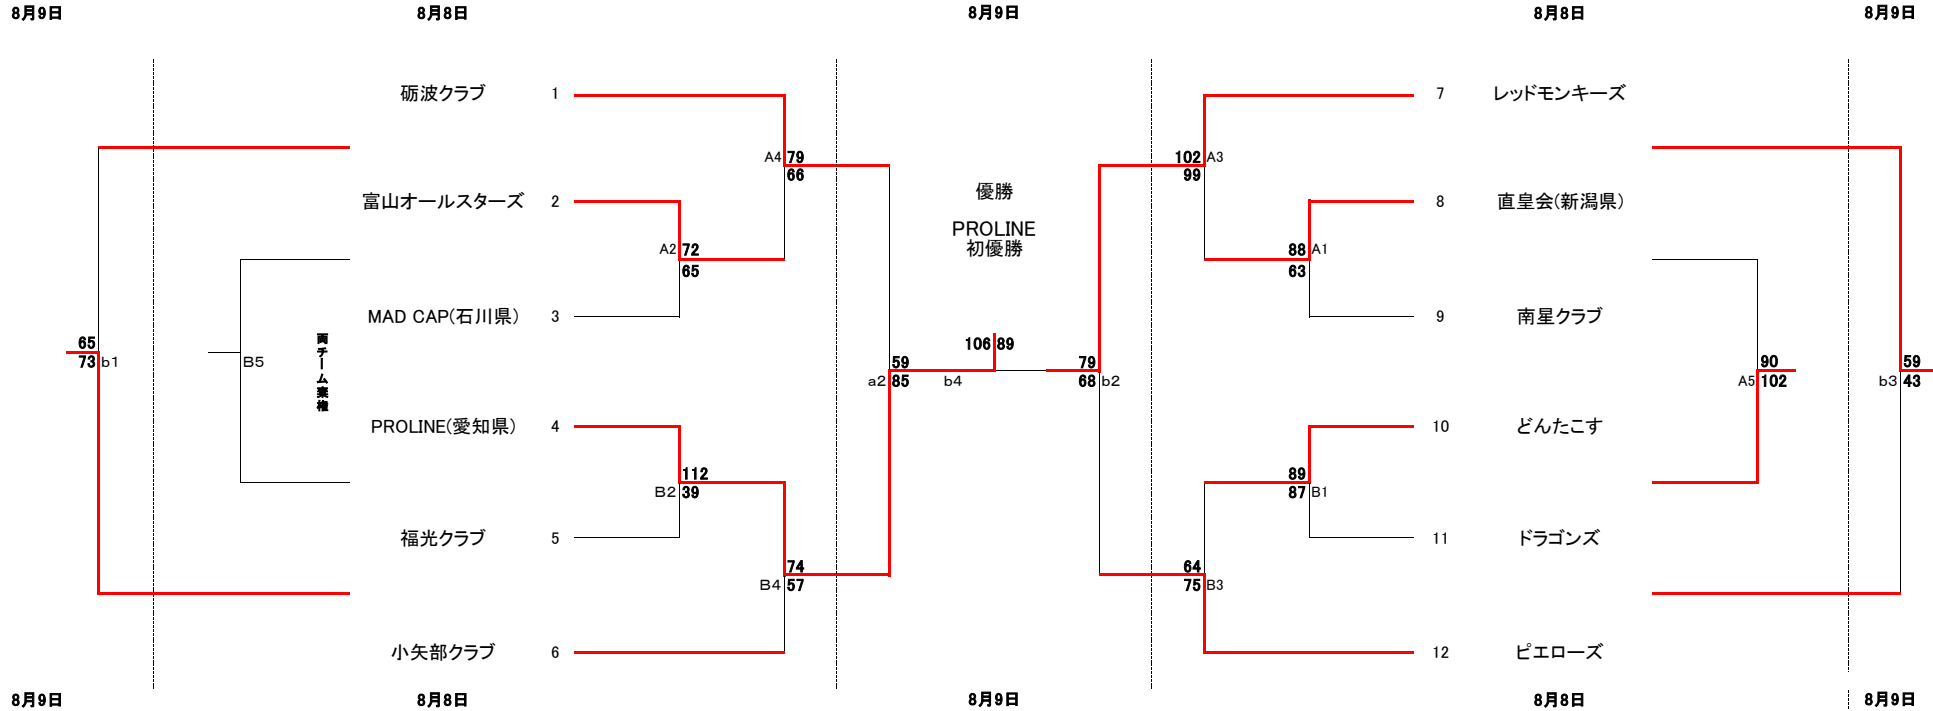 8月9日
8月8日
8月9日
8月8日
8月9日
砺波クラブ 1
7 レッドモンキーズ
A4 79
66
102 A3
99
富山オールスターズ 2
優勝
8 直皇会(新潟県)
PROLINE
初優勝
A2 72
65
88 A1
63
MAD CAP(石川県) 3
9 南星クラブ
両チーム棄権
65
73 b1
B5
106 89
59
a2 85
b4
79
68 b2
90
A5 102
59
b3 43
PROLINE(愛知県) 4
10 どんたこす
112
B2 39
89
87 B1
福光クラブ 5
11 ドラゴンズ
74
B4 57
64
75 B3
小矢部クラブ 6
12 ピエローズ
8月9日
8月8日
8月9日
8月8日
8月9日